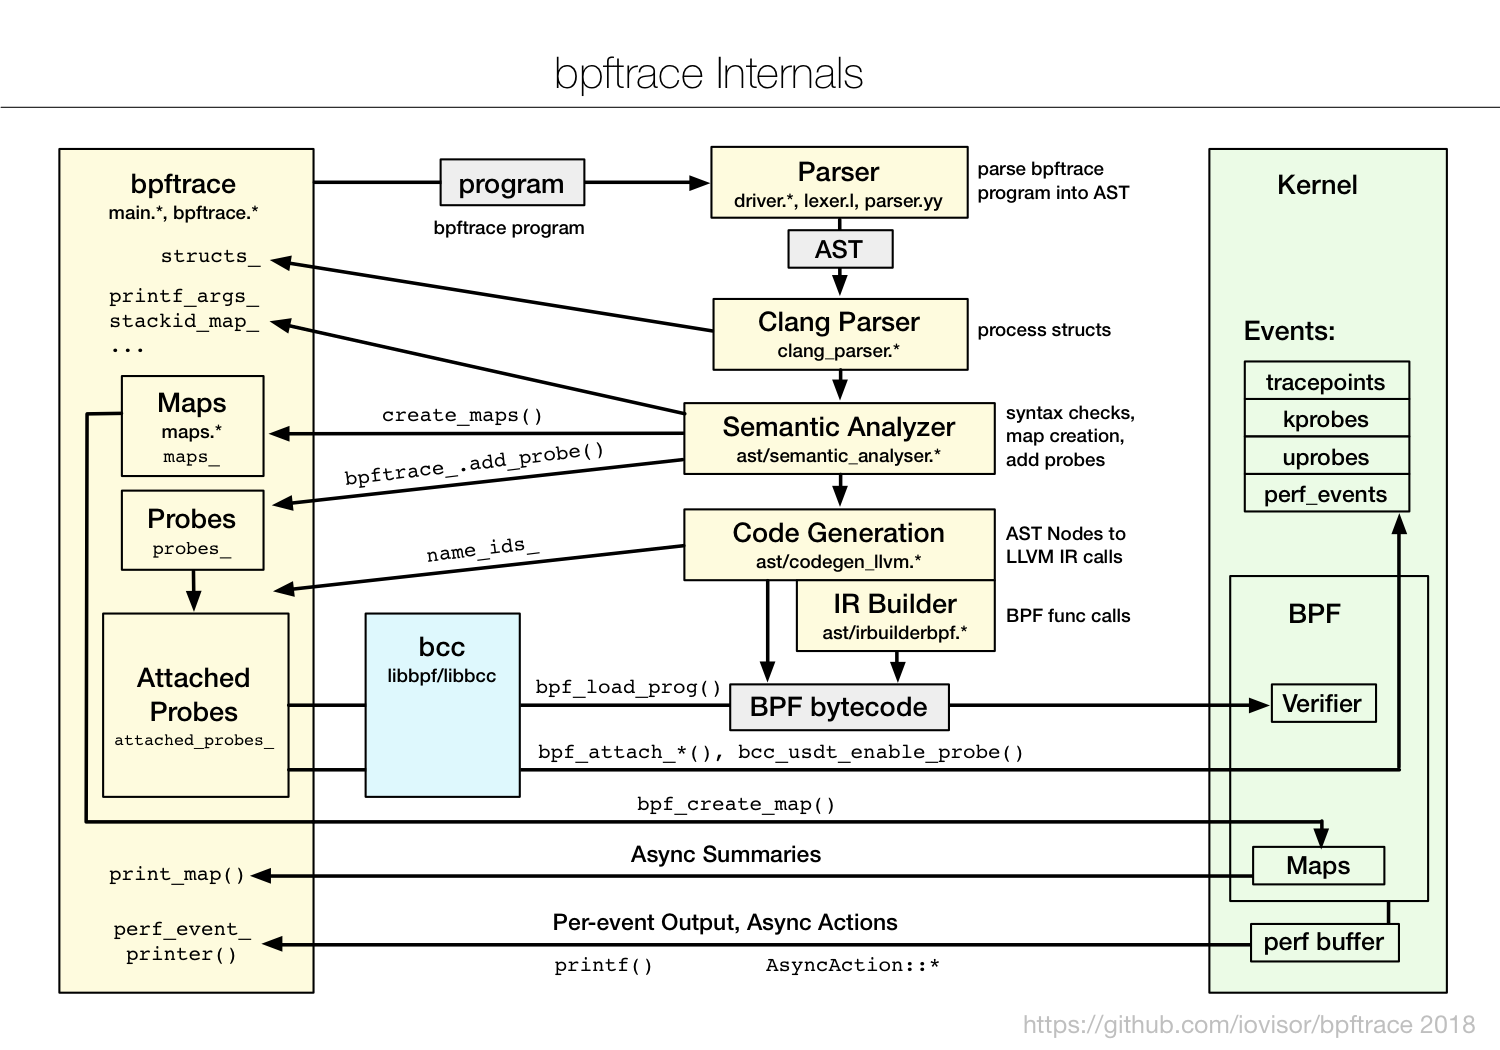 bpftrace Internals
bpftrace
main.*, bpftrace.*
structs_
printf_args_
stackid_map_
...
Maps
maps.*
maps_
Probes
probes_
Attached
Probes
attached_probes_
print_map()
perf_event_
printer()
program
bpftrace program
create_maps()
bpftrace_.add_probe()
name_ids_
bcc
libbpf/libbcc
Parser
driver.*, lexer.l, parser.yy
parse bpftrace
program into AST
AST
Clang Parser
clang_parser.*
process structs
Semantic Analyzer
ast/semantic_analyser.*
syntax checks,
map creation,
add probes
Code Generation
ast/codegen_llvm.*
AST Nodes to
LLVM IR calls
IR Builder
ast/irbuilderbpf.*
BPF func calls
bpf_load_prog()
BPF bytecode
bpf_attach_*(), bcc_usdt_enable_probe()
bpf_create_map()
Async Summaries
Per-event Output, Async Actions
printf()
AsyncAction::*
Kernel
Events:
tracepoints
kprobes
uprobes
perf_events
BPF
Verifier
Maps
perf buffer
https://github.com/iovisor/bpftrace 2018